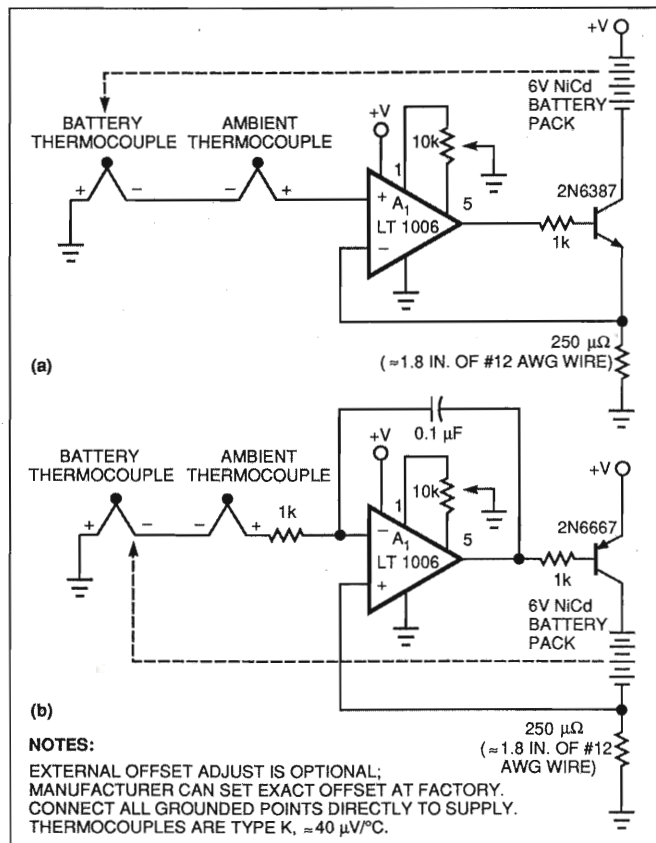 +V
6V NiCd
BATTERY
PACK
BATTERY
THERMOCOUPLE
AMBIENT
THERMOCOUPLE
+V
10k
1
2N6387
+ - - +
+
A1
5
LT 1006
-
1k
250 μΩ
(≈1.8 IN. OF #12 AWG WIRE)
(a)
0.1 μF
BATTERY
THERMOCOUPLE
AMBIENT
THERMOCOUPLE
+V
+V
10k
1
2N6667
+ - - +
1k
-
A1
5
LT 1006
+
1k
6V NiCd
BATTERY
PACK
(b)
250 μΩ
(≈1.8 IN. OF #12
AWG WIRE)
NOTES:
EXTERNAL OFFSET ADJUST IS OPTIONAL;
MANUFACTURER CAN SET EXACT OFFSET AT FACTORY.
CONNECT ALL GROUNDED POINTS DIRECTLY TO SUPPLY.
THERMOCOUPLES ARE TYPE K, ≈40 μV/°C.